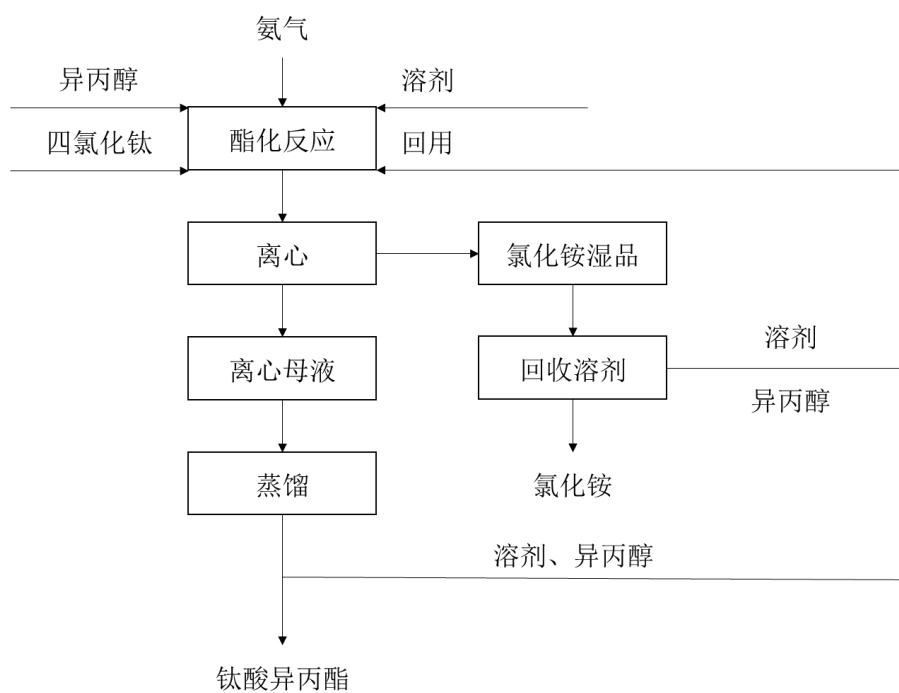 氨气
异丙醇
溶剂
四氯化钛
酯化反应
回用
离心
氯化铵湿品
离心母液
回收溶剂
溶剂
异丙醇
蒸馏
氯化铵
溶剂、异丙醇
钛酸异丙酯